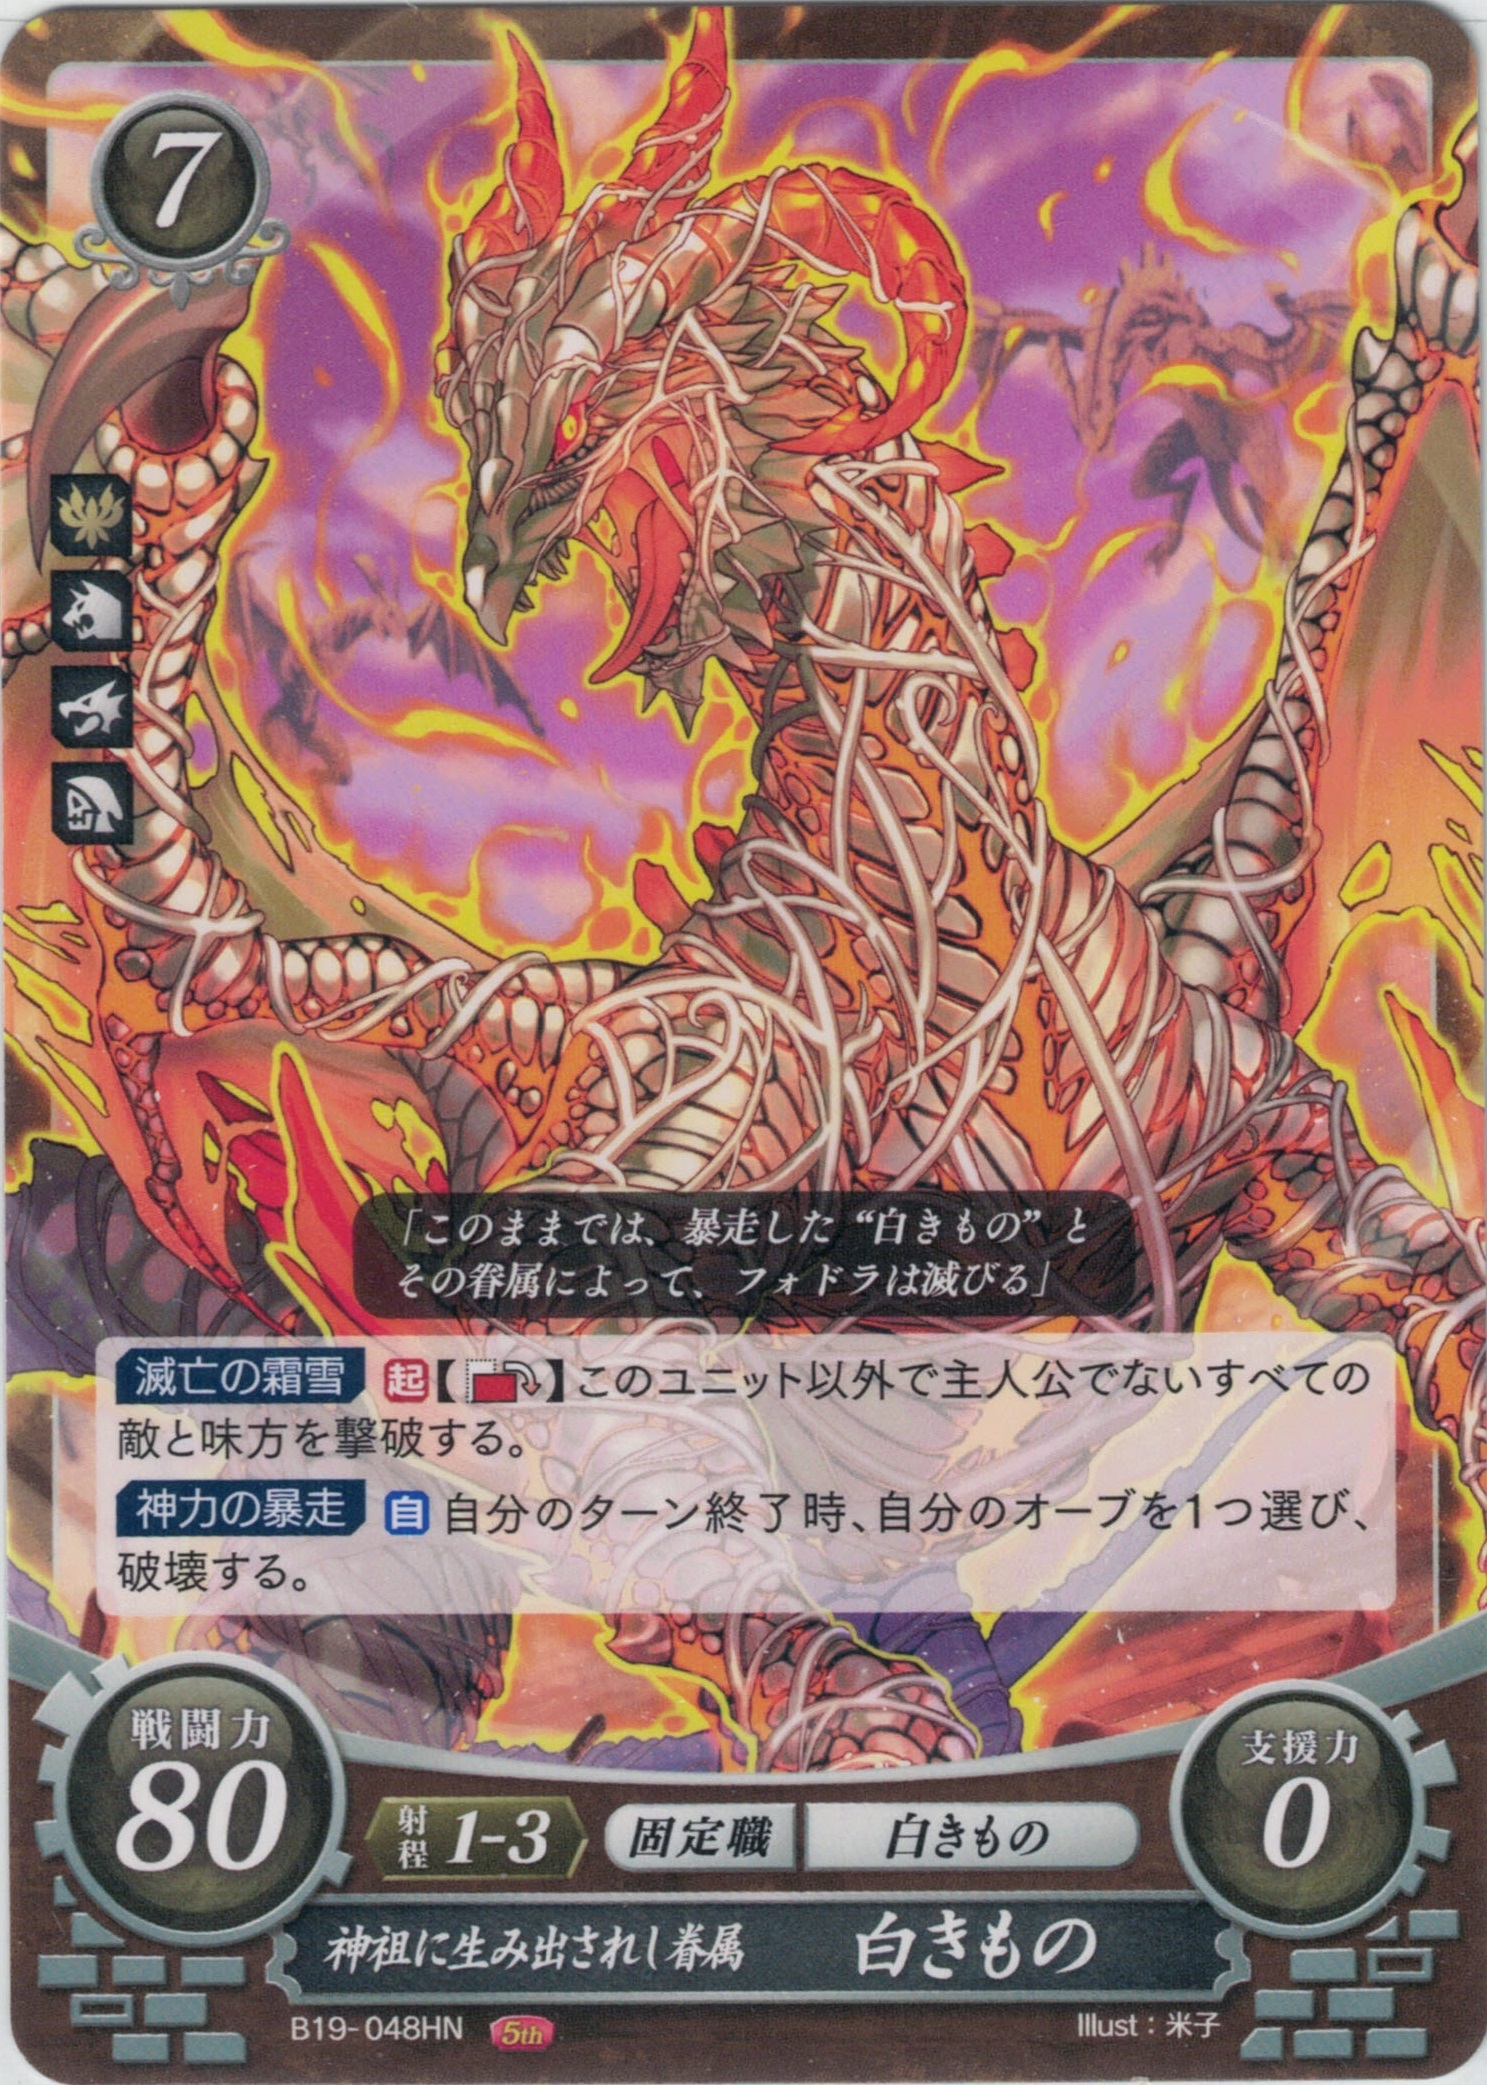 7
「このままでは、暴走した“白きもの”と
その眷属によって、フォドラは滅びる」
滅亡の霜雪 起【】このユニット以外で主人公でないすべての
敵と味方を撃破する。
神力の暴走 自 自分のターン終了時、自分のオーブを1つ選び、
破壊する。
戦闘力
80
射程 1-3
固定職
白きもの
支援力
0
神祖に生み出されし眷属 白きもの
B19-048HN 5th
Illust：米子